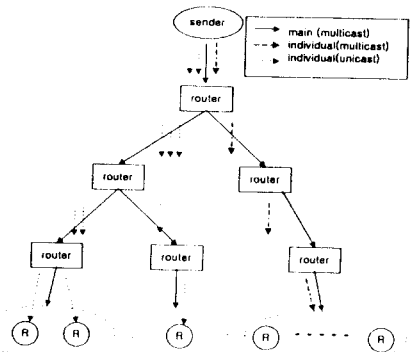 sender
main (multicast)
individual(multicast)
individual(unicast)
router
router
router
router
router
router
R
R
R
R
R